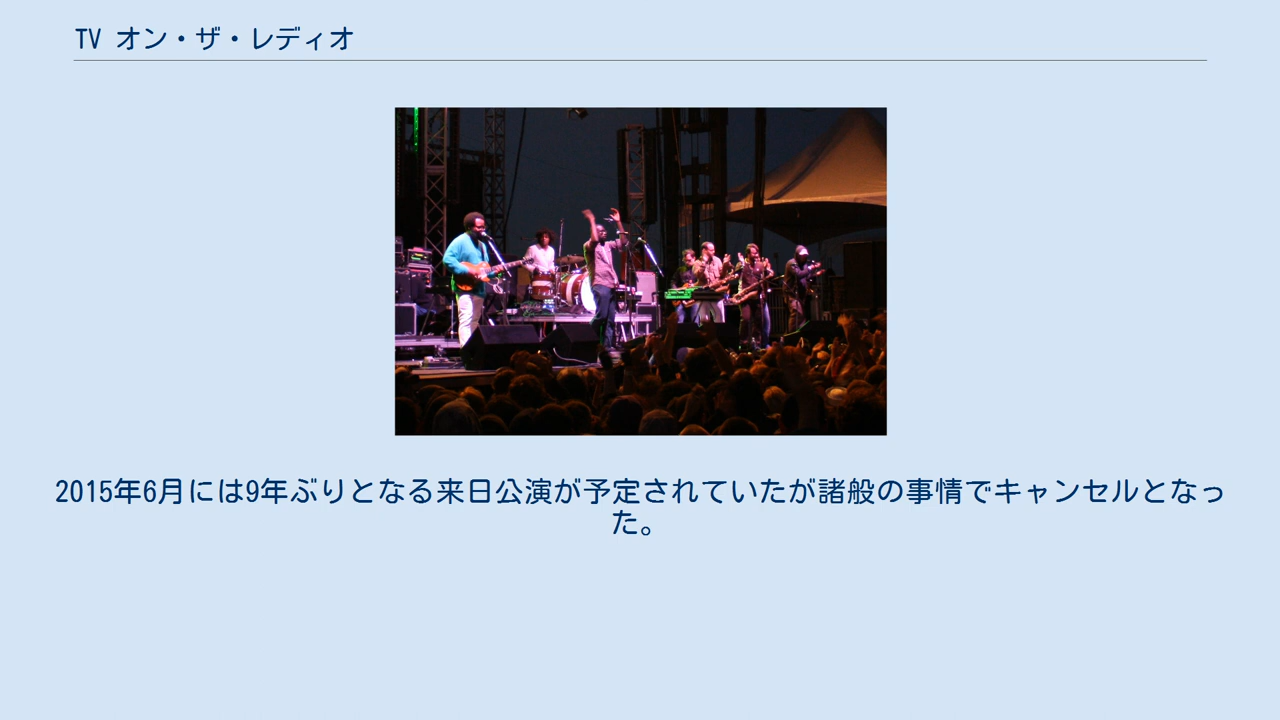 TV オン・ザ・レディオ
2015年6月には9年ぶりとなる来日公演が予定されていたが諸般の事情でキャンセルとなっ
た。